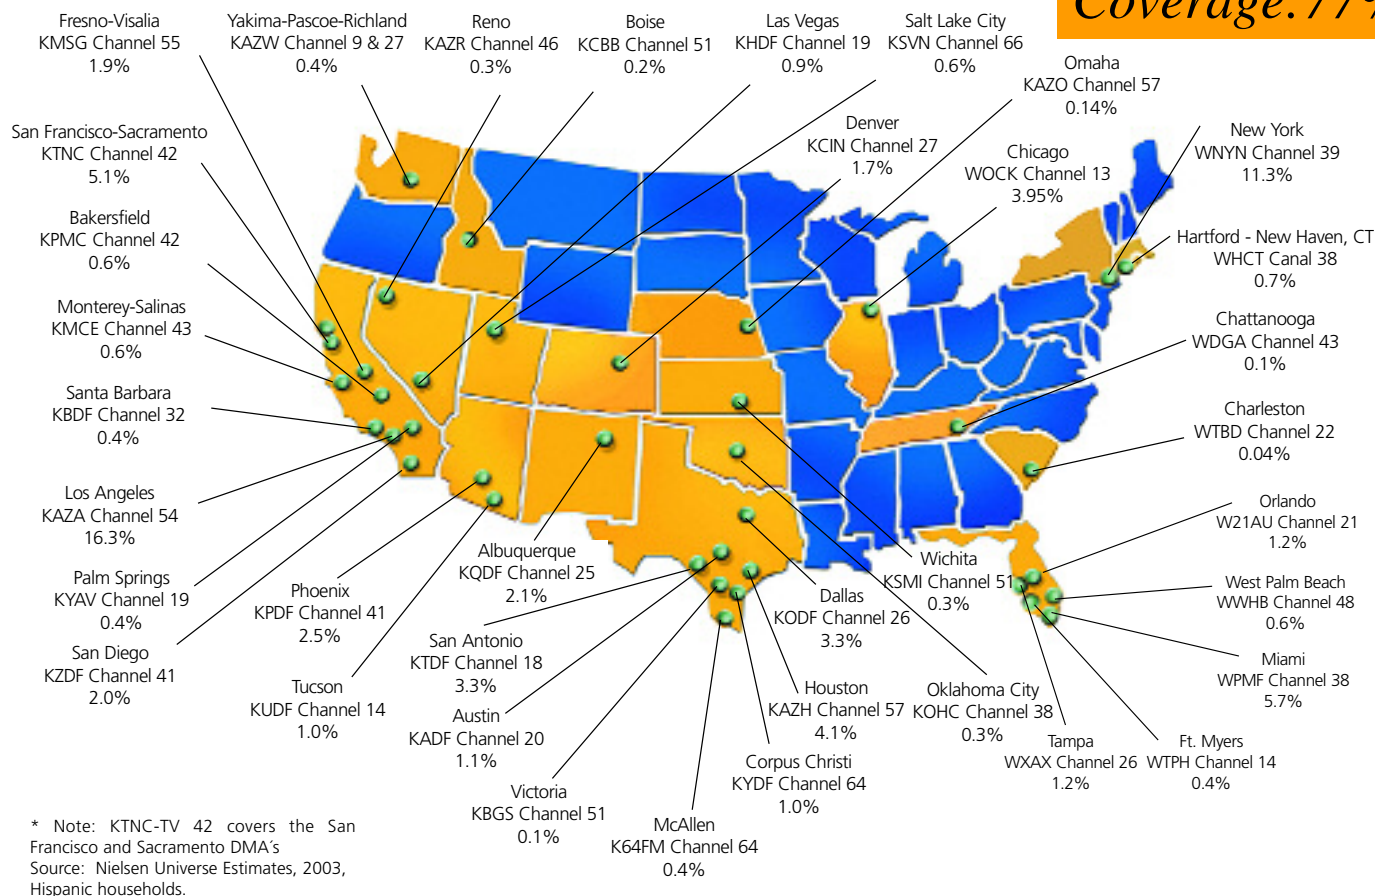 Coverage: 77%
Fresno-Visalia
KMSG Channel 55
1.9%
Yakima-Pascoe-Richland
KAZW Channel 9 & 27
0.4%
Reno
KAZR Channel 46
0.3%
Boise
KCBB Channel 51
0.2%
Las Vegas
KHDF Channel 19
0.9%
Salt Lake City
KSVN Channel 66
0.6%
Omaha
KAZO Channel 57
0.14%
Denver
KCIN Channel 27
1.7%
Chicago
WOCK Channel 13
3.95%
New York
WNYN Channel 39
11.3%
Hartford - New Haven, CT
WHCT Canal 38
0.7%
Chattanooga
WDGA Channel 43
0.1%
Charleston
WTBD Channel 22
0.04%
Orlando
W21AU Channel 21
1.2%
West Palm Beach
WWHB Channel 48
0.6%
Miami
WPMF Channel 38
5.7%
Ft. Myers
WTPH Channel 14
0.4%
Tampa
WXAX Channel 26
1.2%
San Francisco-Sacramento
KTNC Channel 42
5.1%
Bakersfield
KPMC Channel 42
0.6%
Monterey-Salinas
KMCE Channel 43
0.6%
Santa Barbara
KBDF Channel 32
0.4%
Los Angeles
KAZA Channel 54
16.3%
Palm Springs
KYAV Channel 19
0.4%
San Diego
KZDF Channel 41
2.0%
Phoenix
KPDF Channel 41
2.5%
Tucson
KUDF Channel 14
1.0%
Albuquerque
KQDF Channel 25
2.1%
San Antonio
KTDF Channel 18
3.3%
Austin
KADF Channel 20
1.1%
Victoria
KBGS Channel 51
0.1%
McAllen
K64FM Channel 64
0.4%
Corpus Christi
KYDF Channel 64
1.0%
Houston
KAZH Channel 57
4.1%
Dallas
KODF Channel 26
3.3%
Wichita
KSMI Channel 51
0.3%
Oklahoma City
KOHC Channel 38
0.3%
* Note: KTNC-TV 42 covers the San
Francisco and Sacramento DMA´s
Source: Nielsen Universe Estimates, 2003,
Hispanic households.